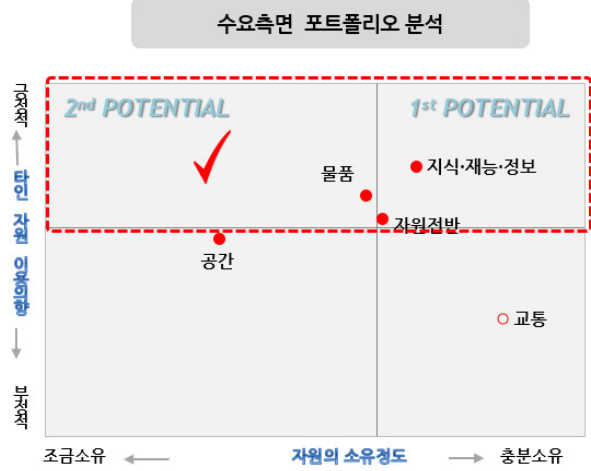 수요측면 포트폴리오 분석
긍정적
타인 자원 이용의향
부정적
2nd POTENTIAL
1st POTENTIAL
물품
지식·재능·정보
자원전반
공간
교통
조금소유
자원의 소유정도
충분소유